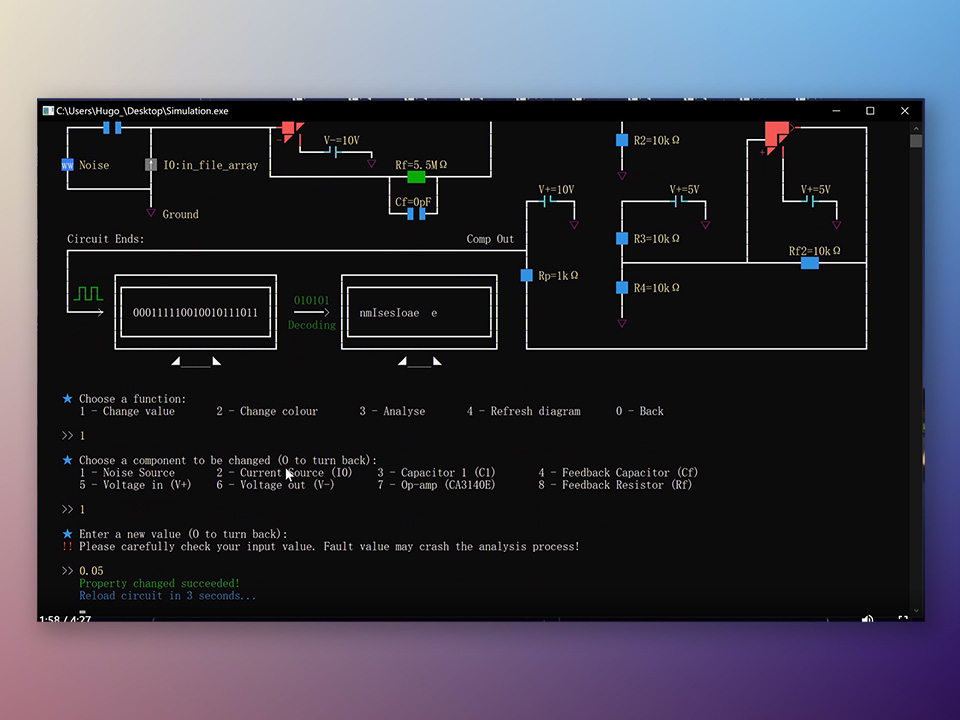 C:\Users\Hugo_\Desktop\Simulation.exe
V-=10V
R2=10kΩ
Noise
IO:in_file_array
Rf=5.5MΩ
V+=10V
V+=5V
V+=5V
Cf=0pF
Ground
Circuit Ends:
Comp Out
R3=10kΩ
Rf2=10kΩ
Rp=1kΩ
R4=10kΩ
010101
000111110010010111011
nmIsesIoae e
Decoding
★ Choose a function:
1 - Change value 2 - Change colour 3 - Analyse 4 - Refresh diagram 0 - Back
>> 1
★ Choose a component to be changed (0 to turn back):
1 - Noise Source 2 - Current Source (IO) 3 - Capacitor 1 (C1) 4 - Feedback Capacitor (Cf)
5 - Voltage in (V+) 6 - Voltage out (V-) 7 - Op-amp (CA3140E) 8 - Feedback Resistor (Rf)
>> 1
★ Enter a new value (0 to turn back):
!! Please carefully check your input value. Fault value may crash the analysis process!
>> 0.05
Property changed succeeded!
Reload circuit in 3 seconds...
1:58 / 4:27